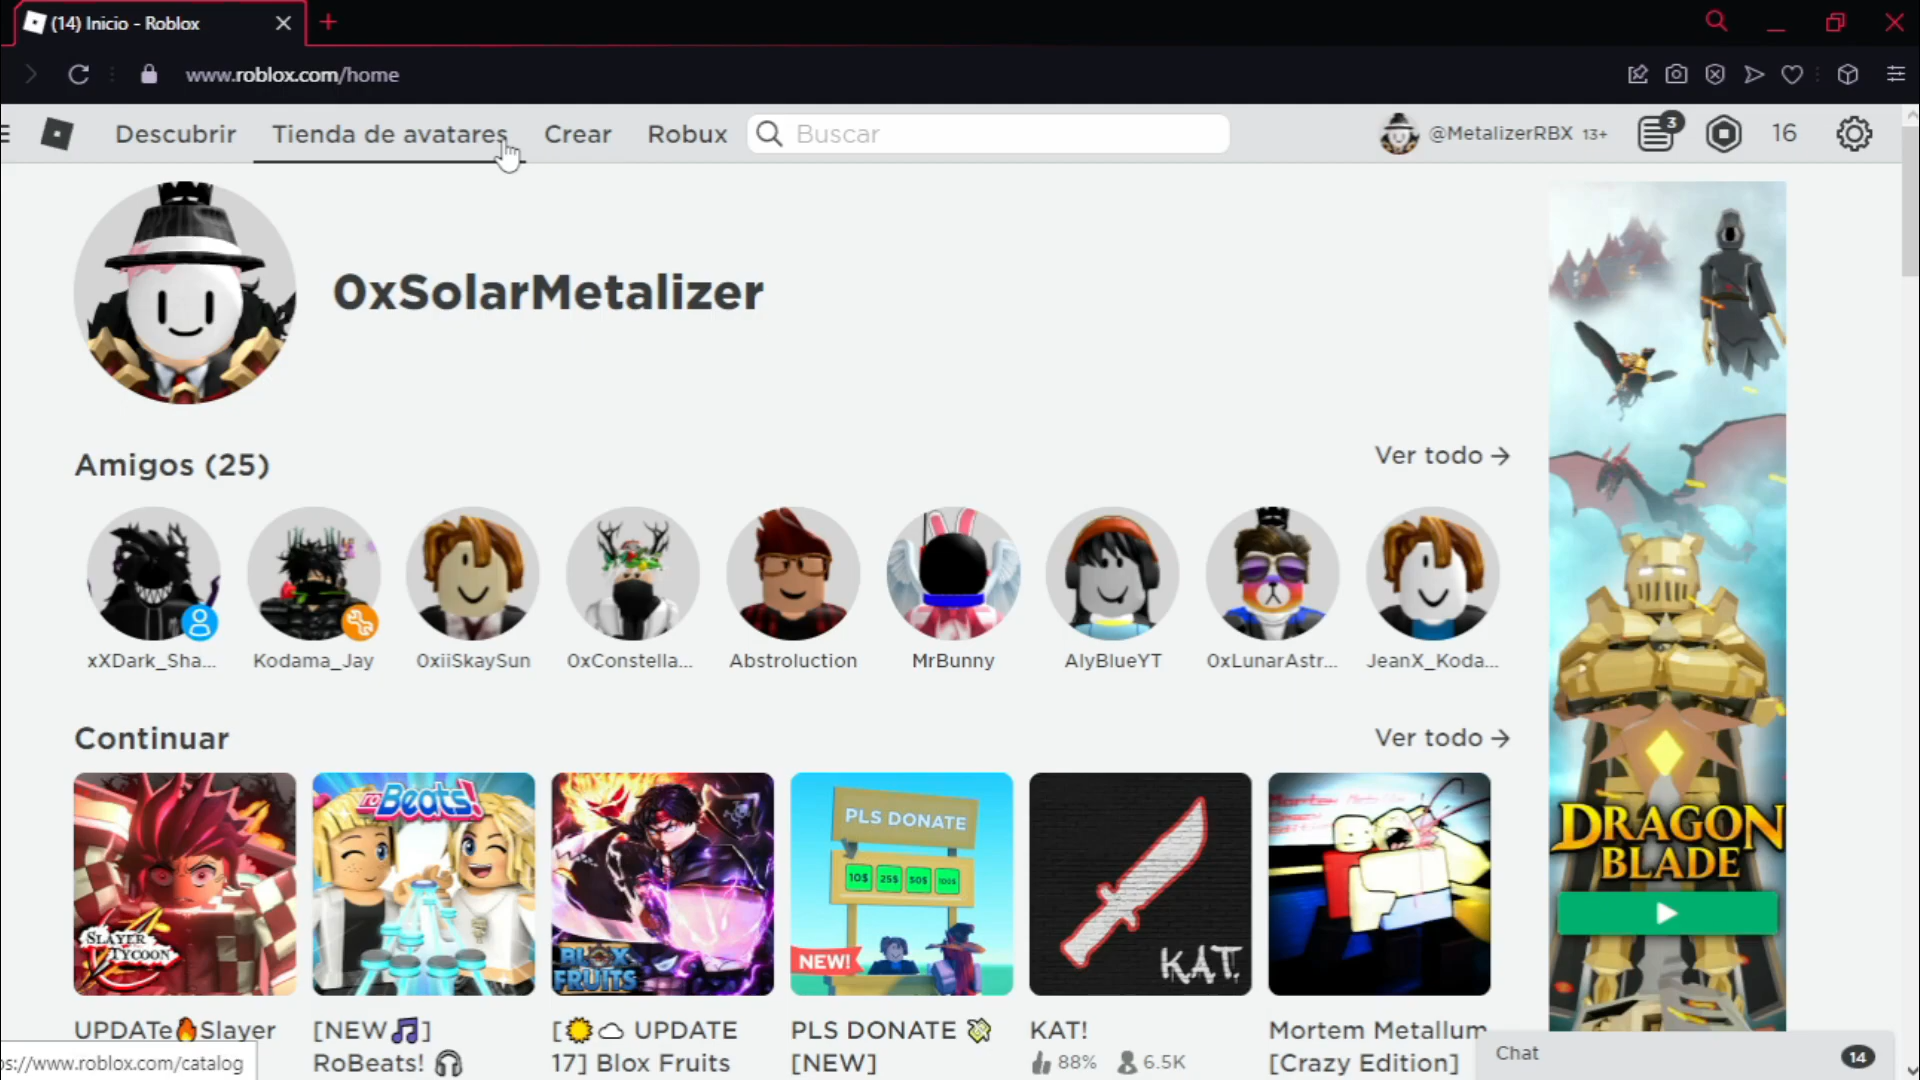 (14) Inicio - Roblox
www.roblox.com/home
Descubrir Tienda de avatares Crear Robux Buscar @MetalizerRBX 13+ 3 16
0xSolarMetalizer
Amigos (25) Ver todo →
xXDark_Sha... Kodama_Jay 0xiiSkaySun 0xConstella... Abstroluction MrBunny AlyBlueYT 0xLunarAstr... JeanX_Koda...
Continuar Ver todo →
SLAYER
TYCOON
roBeats!
BLOX
FRUITS
PLS DONATE
10$ 25$ 50$ 100$
NEW!
KAT.
DRAGON
BLADE
UPDATe🔥Slayer
[NEW🎵]
RoBeats! 🎧
[🌞☁️ UPDATE
17] Blox Fruits
PLS DONATE 💸
[NEW]
KAT!
88% 6.5K
Mortem Metallum
[Crazy Edition]
ps://www.roblox.com/catalog
Chat 14